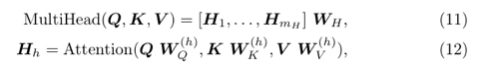 MultiHead(Q, K, V) = [H_1, . . . , H_{m_H}] W_H, (11)
H_h = Attention(Q W_Q^{(h)}, K W_K^{(h)}, V W_V^{(h)}), (12)